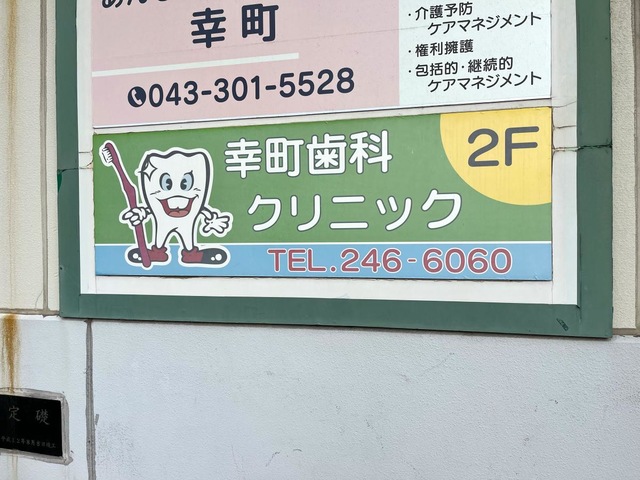 幸町
043-301-5528
・介護予防
ケアマネジメント
・権利擁護
・包括的・継続的
ケアマネジメント
幸町歯科
クリニック
2F
TEL.246-6060
定礎